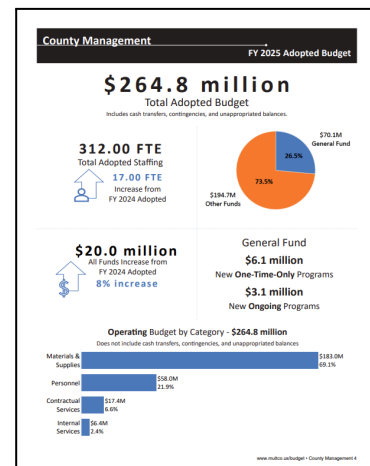 County Management
FY 2025 Adopted Budget
$264.8 million
Total Adopted Budget
Includes cash transfers, contingencies, and unappropriated balances.
312.00 FTE
Total Adopted Staffing
17.00 FTE
Increase from
FY 2024 Adopted
$70.1M
General Fund
26.5%
73.5%
$194.7M
Other Funds
$20.0 million
All Funds Increase from
FY 2024 Adopted
8% increase
General Fund
$6.1 million
New One-Time-Only Programs
$3.1 million
New Ongoing Programs
Operating Budget by Category - $264.8 million
Does not include cash transfers, contingencies, and unappropriated balances
Materials &
Supplies
$183.0M
69.1%
Personnel
$58.0M
21.9%
Contractual
Services
$17.4M
6.6%
Internal
Services
$6.4M
2.4%
www.multco.us/budget • County Management 4